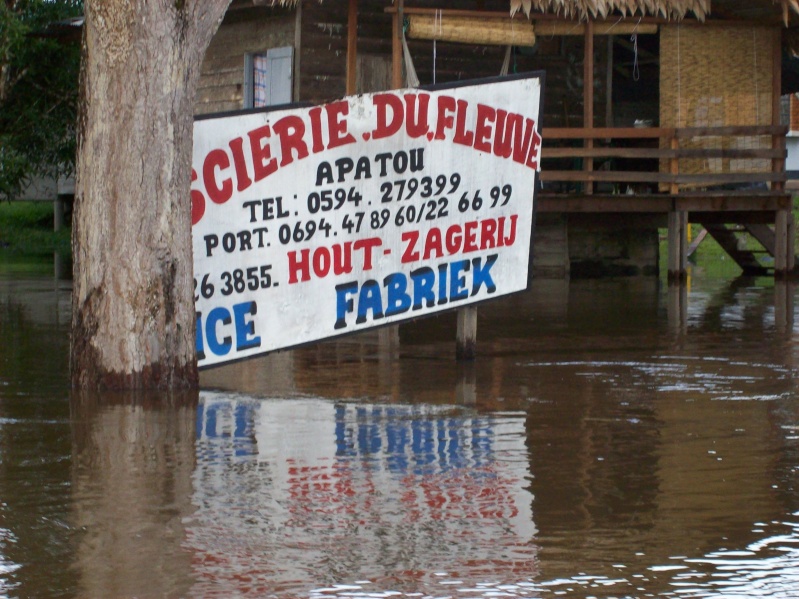 SCIERIE.DU.FLEUVE
APATOU
TEL: 0594.279399
PORT. 0694.47 89 60/22 66 99
26 3855. HOUT-ZAGERIJ
ICE FABRIEK